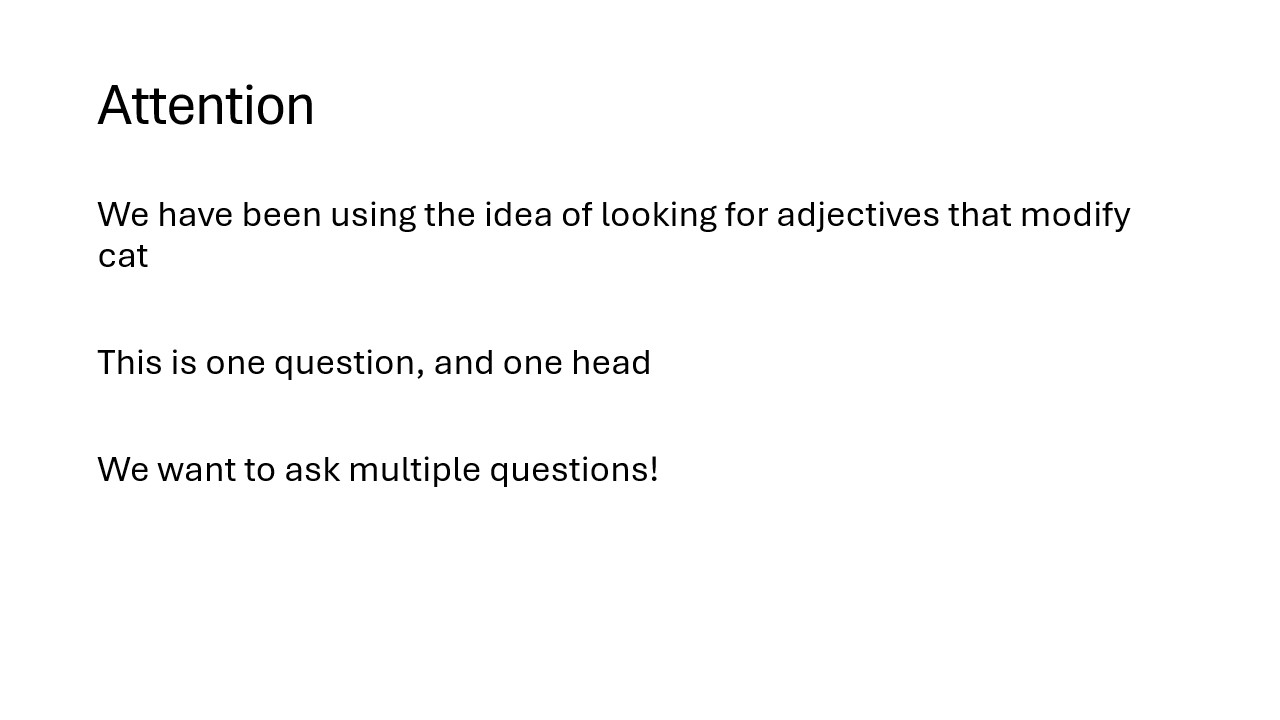 Attention
We have been using the idea of looking for adjectives that modify
cat
This is one question, and one head
We want to ask multiple questions!